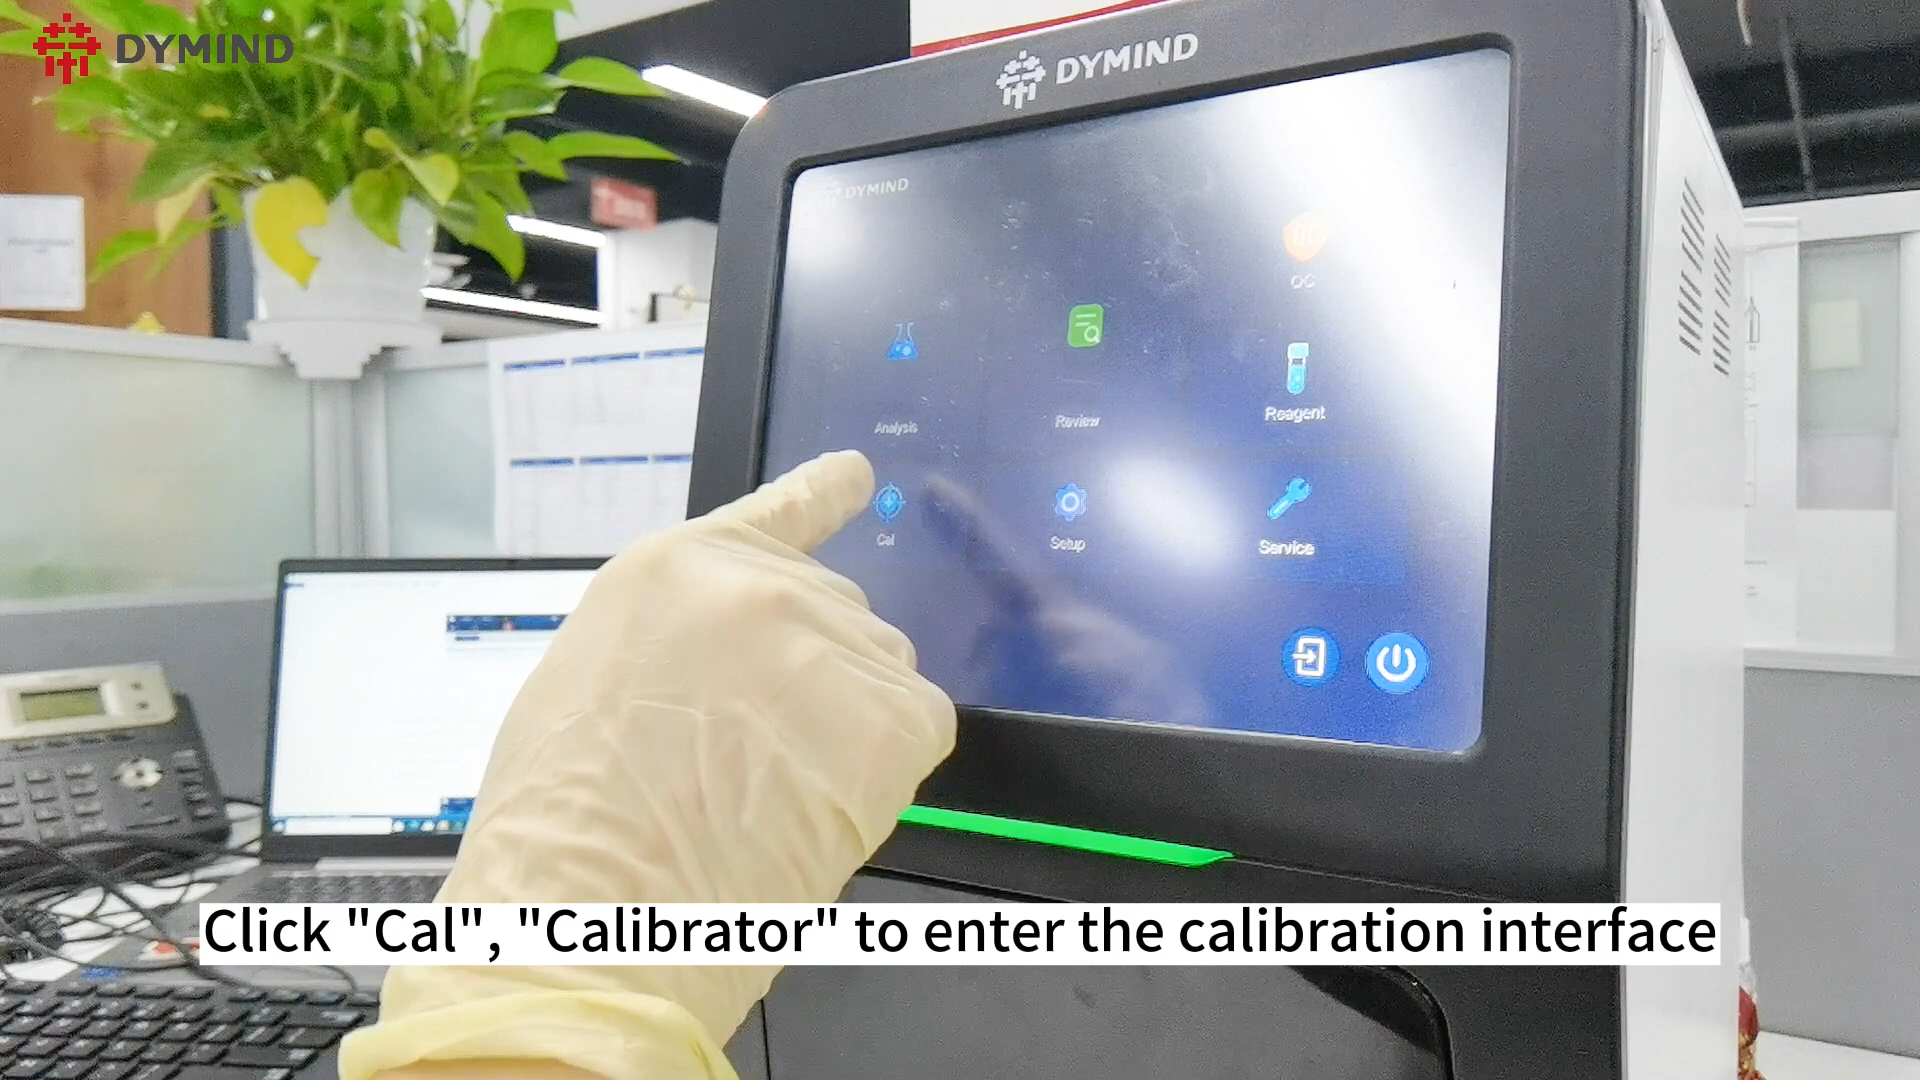 DYMIND
DYMIND
DYMIND
QC
Analysis
Review
Reagent
Cal
Setup
Service
Click "Cal", "Calibrator" to enter the calibration interface